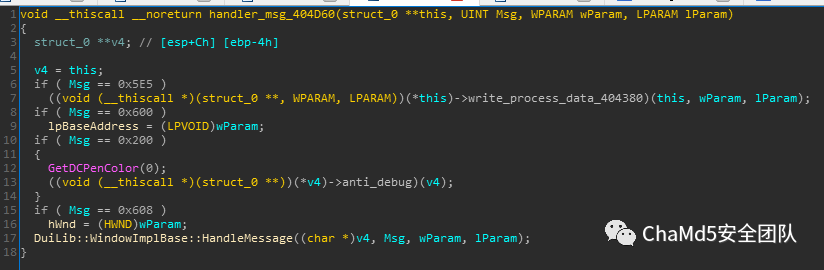 1 void __thiscall __noreturn handler_msg_404D60(struct_0 **this, UINT Msg, WPARAM wParam, LPARAM lParam)
2 {
3   struct_0 **v4; // [esp+Ch] [ebp-4h]
4
5   v4 = this;
6   if ( Msg == 0x5E5 )
7     ((void (__thiscall *)(struct_0 **, WPARAM, LPARAM))(*this)->write_process_data_404380)(this, wParam, lParam);
8   if ( Msg == 0x600 )
9     lpBaseAddress = (LPVOID)wParam;
10   if ( Msg == 0x200 )
11   {
12     GetDCPenColor(0);
13     ((void (__thiscall *)(struct_0 **))(*v4)->anti_debug)(v4);
14   }
15   if ( Msg == 0x608 )
16     hWnd = (HWND)wParam;
17   DuiLib::WindowImplBase::HandleMessage((char *)v4, Msg, wParam, lParam);
18 }
ChaMd5安全团队